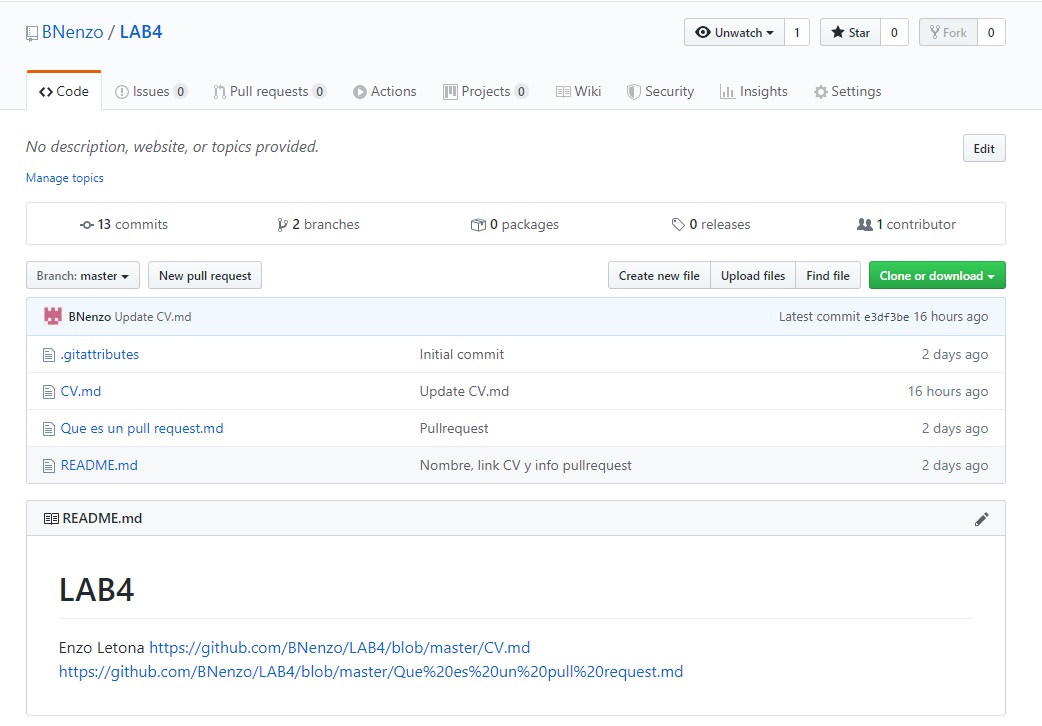 BNenzo / LAB4 Unwatch 1 Star 0 Fork 0
Code Issues 0 Pull requests 0 Actions Projects 0 Wiki Security Insights Settings
No description, website, or topics provided. Edit
Manage topics
13 commits 2 branches 0 packages 0 releases 1 contributor
Branch: master New pull request Create new file Upload files Find file Clone or download
BNenzo Update CV.md Latest commit e3df3be 16 hours ago
.gitattributes Initial commit 2 days ago
CV.md Update CV.md 16 hours ago
Que es un pull request.md Pullrequest 2 days ago
README.md Nombre, link CV y info pullrequest 2 days ago
README.md
LAB4
Enzo Letona https://github.com/BNenzo/LAB4/blob/master/CV.md
https://github.com/BNenzo/LAB4/blob/master/Que%20es%20un%20pull%20request.md